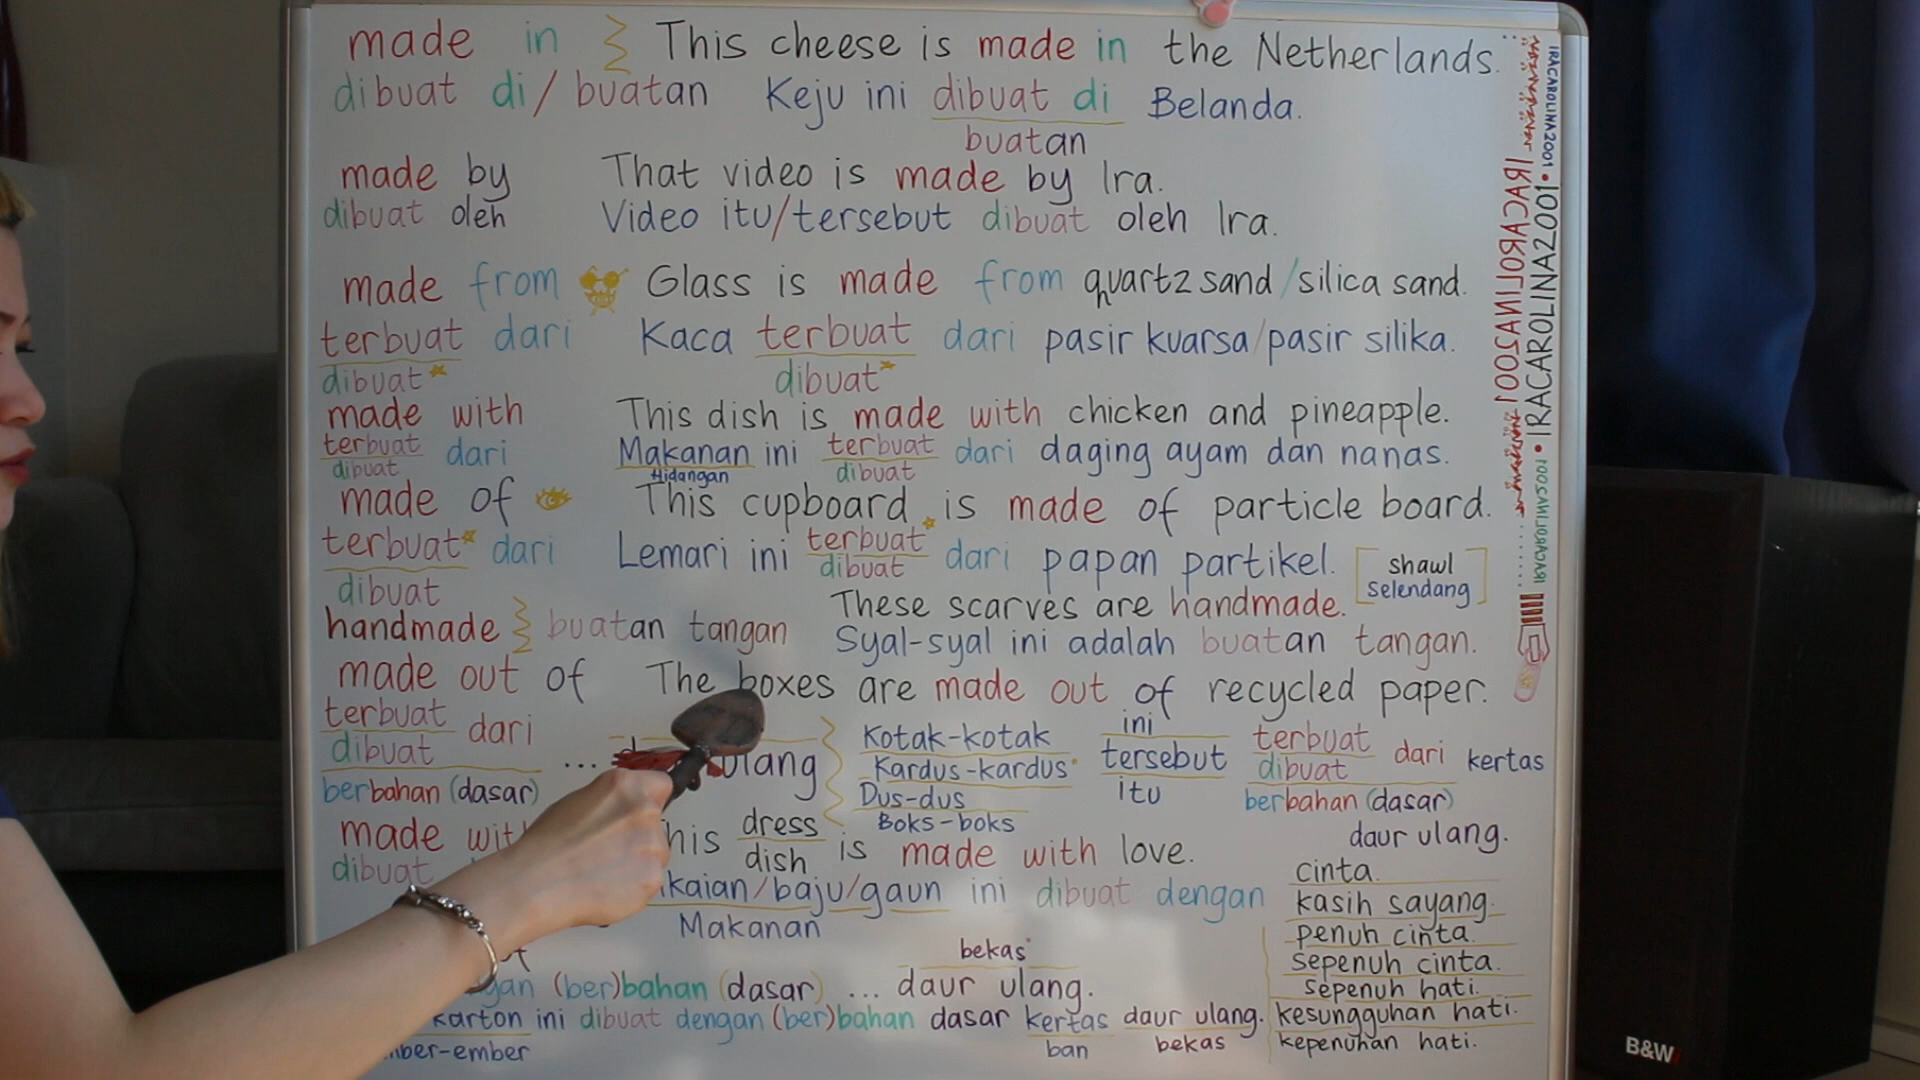 made in This cheese is made in the Netherlands.
dibuat di / buatan Keju ini dibuat di Belanda.
buatan
made by That video is made by Ira.
dibuat oleh Video itu/tersebut dibuat oleh Ira.
made from Glass is made from quartz sand / silica sand.
terbuat dari Kaca terbuat dari pasir kuarsa/pasir silika.
dibuat* dibuat*
made with This dish is made with chicken and pineapple.
terbuat dari Makanan ini terbuat dari daging ayam dan nanas.
dibuat Hidangan dibuat
made of This cupboard is made of particle board.
terbuat* dari Lemari ini terbuat* dari papan partikel.
dibuat dibuat
[shawl
Selendang]
handmade buatan tangan These scarves are handmade.
Syal-syal ini adalah buatan tangan.
made out of The boxes are made out of recycled paper.
terbuat dari
dibuat
berbahan (dasar)
... ulang
Kotak-kotak ini terbuat dari kertas
Kardus-kardus tersebut dibuat
Dus-dus itu berbahan (dasar)
Boks-boks daur ulang.
made dress is made with love.
dish
dibuat /baju/gaun ini dibuat dengan cinta.
Makanan kasih sayang.
penuh cinta.
sepenuh cinta.
sepenuh hati.
kesungguhan hati.
kepenuhan hati.
bekas
(ber)bahan (dasar) ... daur ulang.
karton ini dibuat dengan (ber)bahan dasar kertas daur ulang.
ban bekas
IRACAROLINA2001
IRACAROLINA2001
IRACAROLINA2001
IRACAROLINA2001
B&W